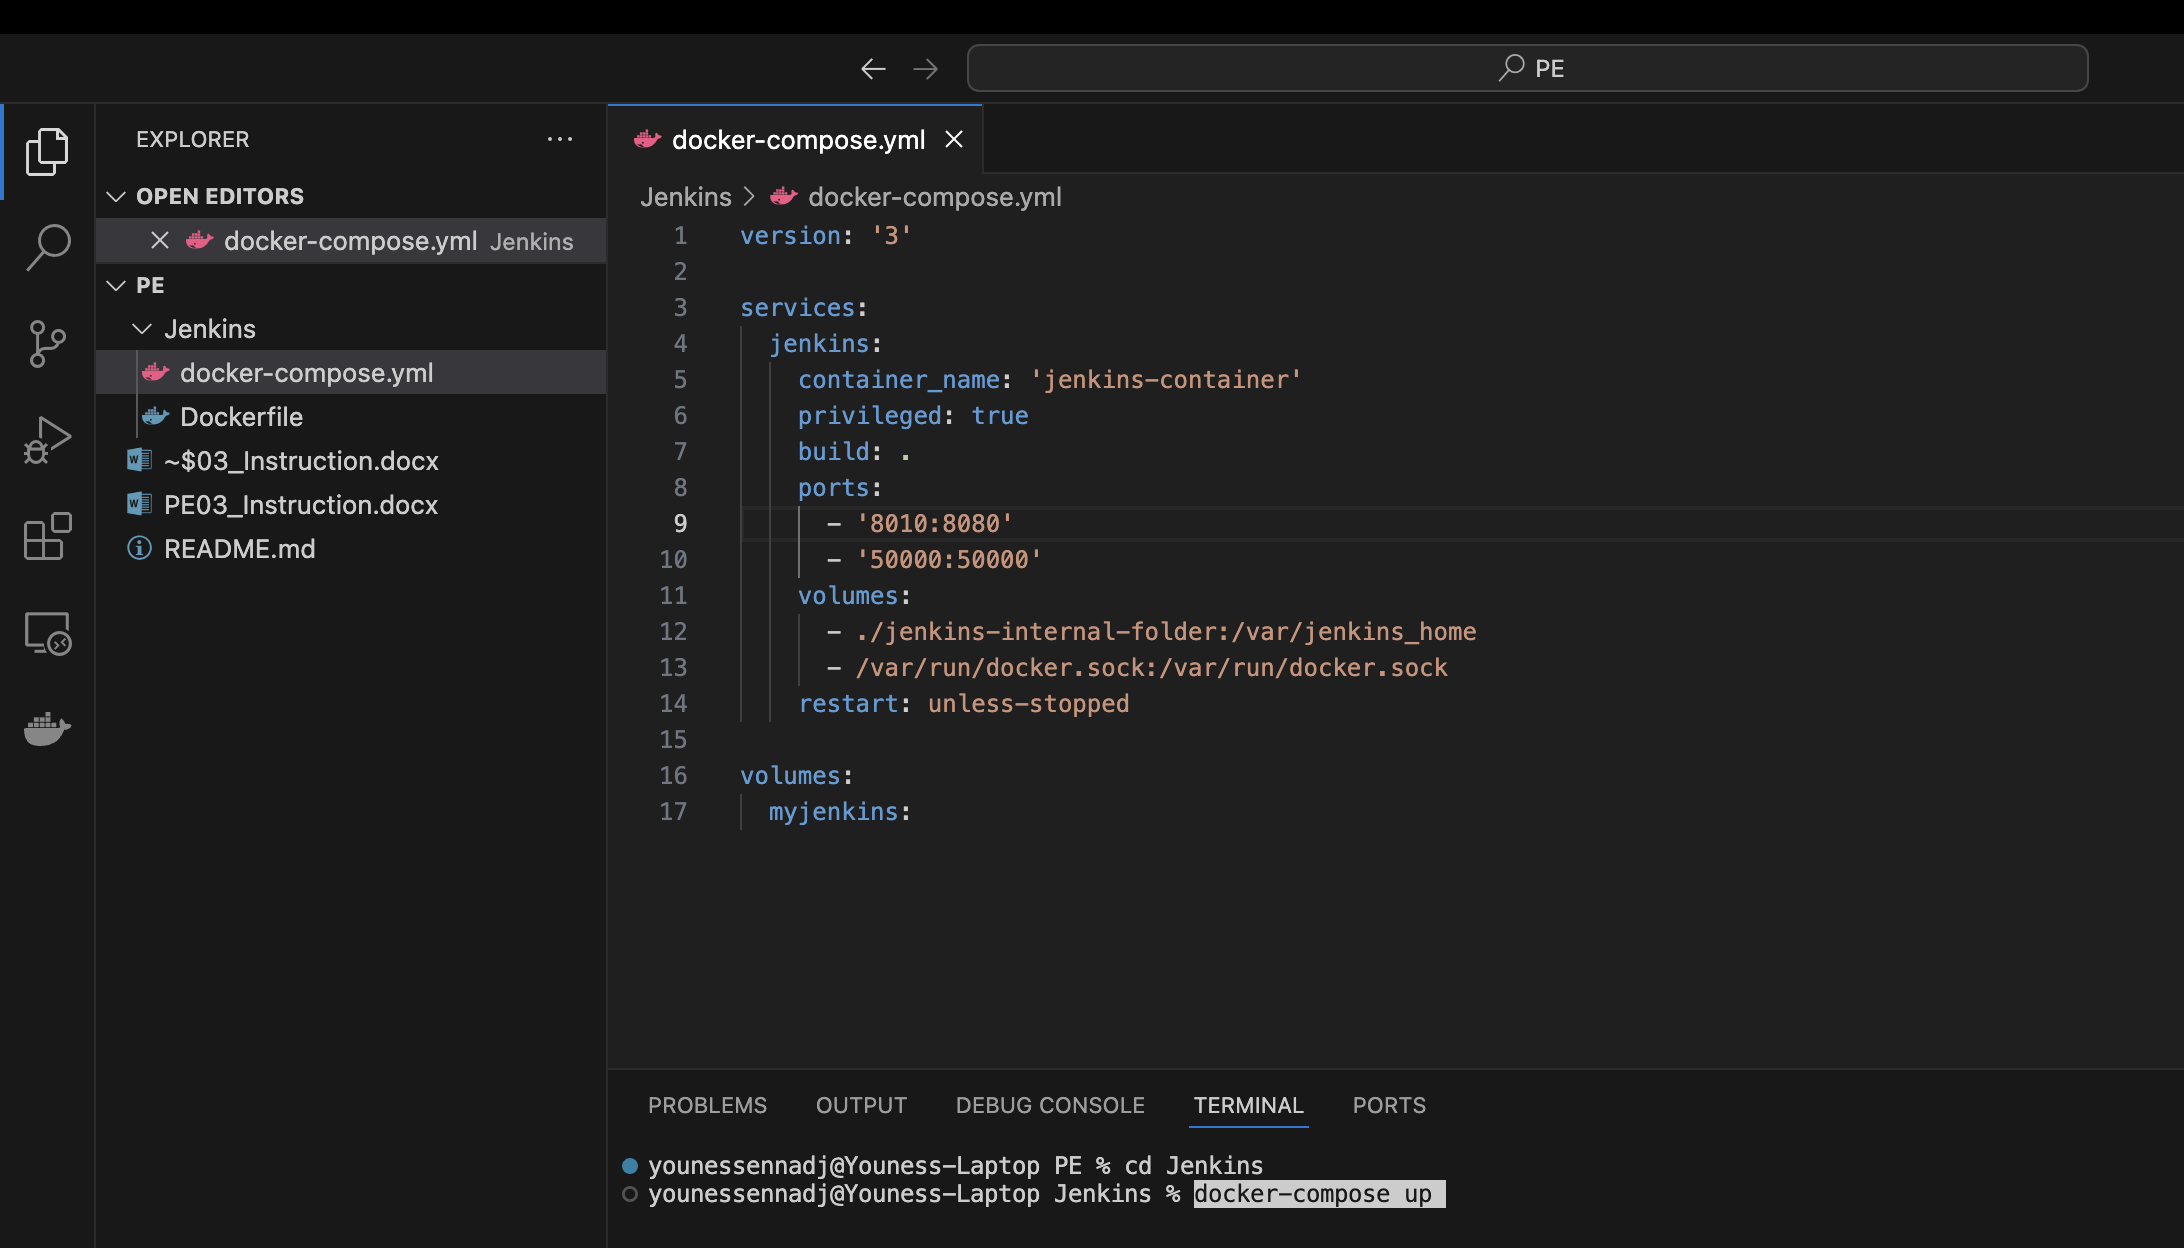 PE
EXPLORER
OPEN EDITORS
docker-compose.yml Jenkins
PE
Jenkins
docker-compose.yml
Dockerfile
~$03_Instruction.docx
PE03_Instruction.docx
README.md
docker-compose.yml
Jenkins > docker-compose.yml
1 version: '3'
2
3 services:
4   jenkins:
5     container_name: 'jenkins-container'
6     privileged: true
7     build: .
8     ports:
9       - '8010:8080'
10       - '50000:50000'
11     volumes:
12       - ./jenkins-internal-folder:/var/jenkins_home
13       - /var/run/docker.sock:/var/run/docker.sock
14     restart: unless-stopped
15
16 volumes:
17   myjenkins:
PROBLEMS OUTPUT DEBUG CONSOLE TERMINAL PORTS
younessennadj@Youness-Laptop PE % cd Jenkins
younessennadj@Youness-Laptop Jenkins % docker-compose up